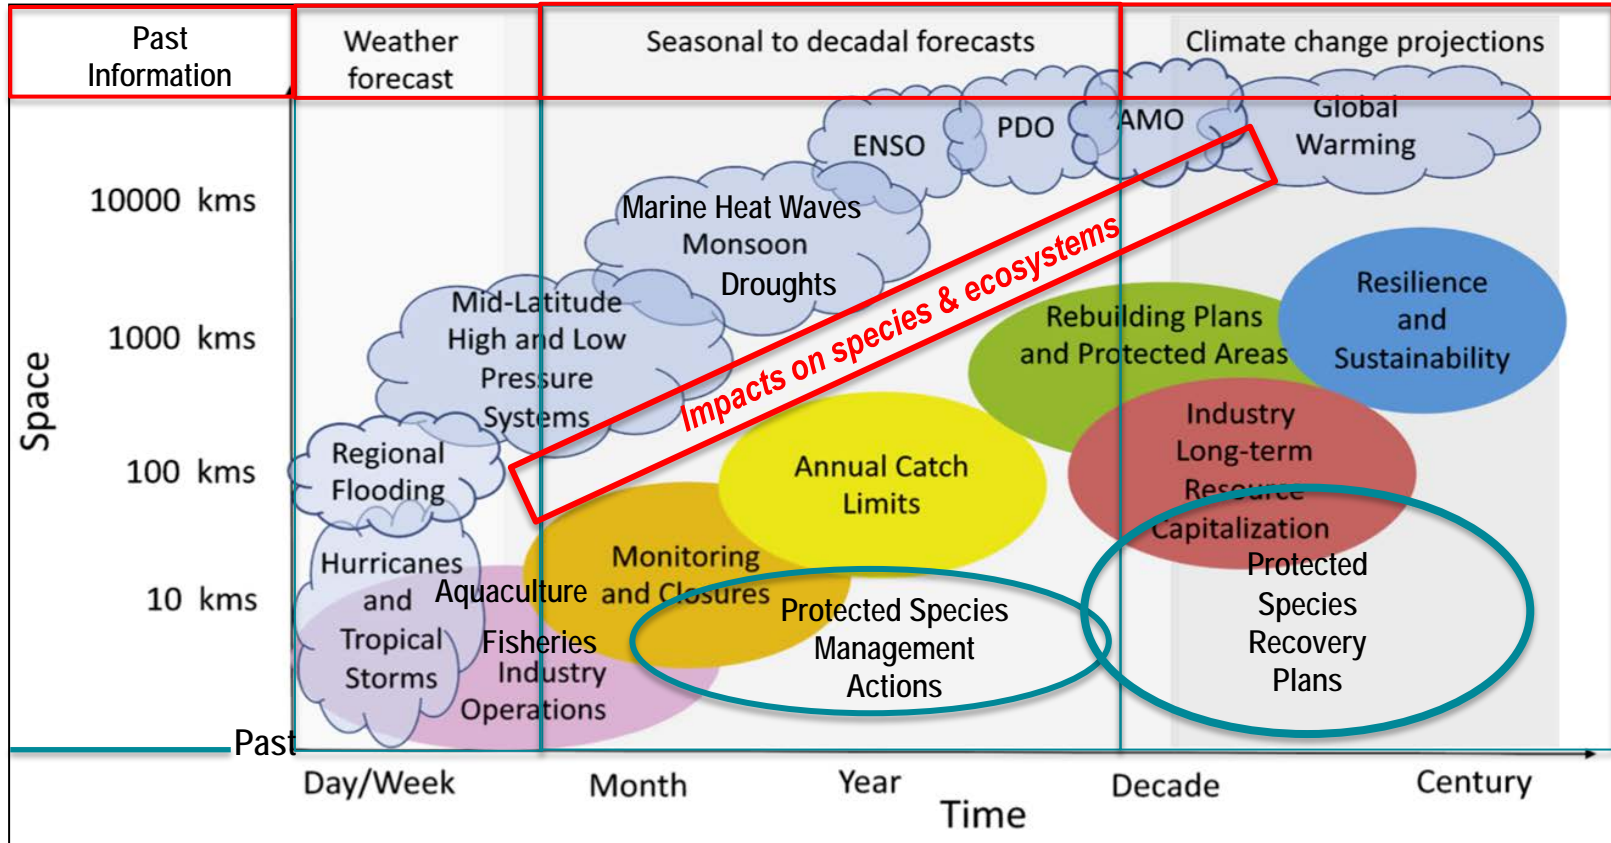 Past
Information
Weather
forecast
Seasonal to decadal forecasts
Climate change projections
Space
10000 kms
1000 kms
100 kms
10 kms
ENSO
PDO
AMO
Global
Warming
Marine Heat Waves
Monsoon
Droughts
Mid-Latitude
High and Low
Pressure
Systems
Regional
Flooding
Hurricanes
and
Tropical
Storms
Impacts on species & ecosystems
Resilience
and
Sustainability
Rebuilding Plans
and Protected Areas
Industry
Long-term
Resource
Capitalization
Annual Catch
Limits
Monitoring
and Closures
Aquaculture
Fisheries
Industry
Operations
Protected Species
Management
Actions
Protected
Species
Recovery
Plans
Past
Day/Week
Month
Year
Decade
Century
Time